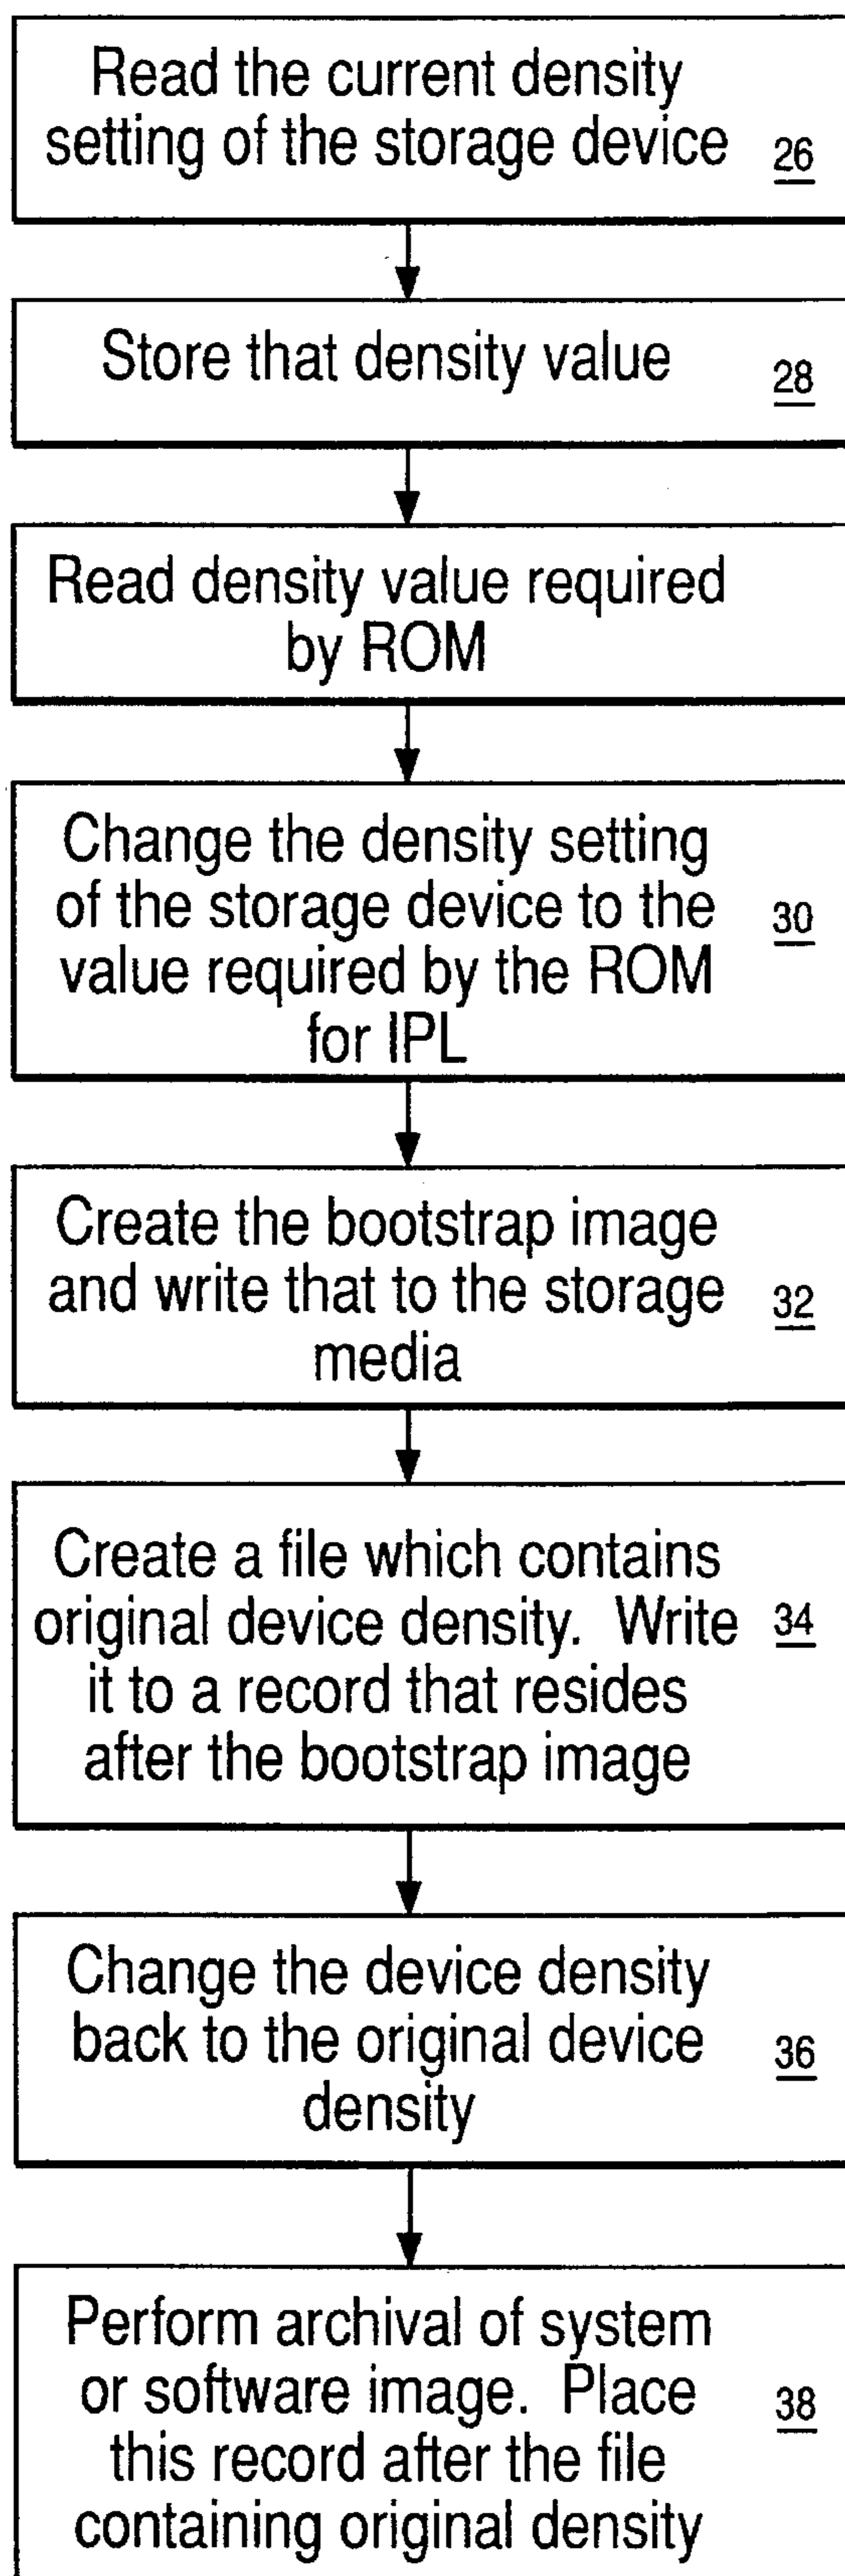 Read the current density
setting of the storage device 26
Store that density value 28
Read density value required
by ROM
Change the density setting
of the storage device to the 30
value required by the ROM
for IPL
Create the bootstrap image
and write that to the storage 32
media
Create a file which contains
original device density. Write 34
it to a record that resides
after the bootstrap image
Change the device density
back to the original device 36
density
Perform archival of system
or software image. Place 38
this record after the file
containing original density